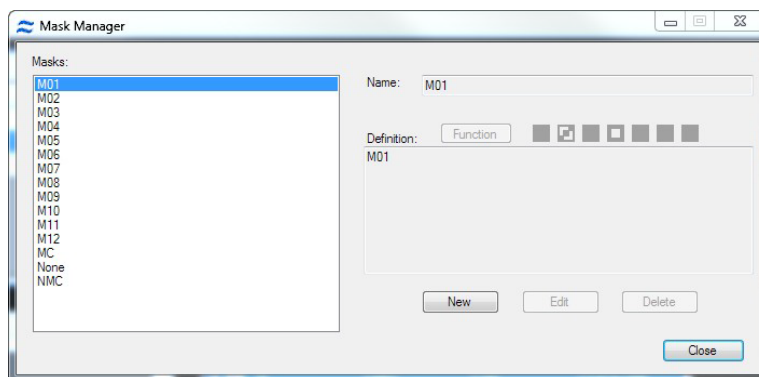 Mask Manager
Masks:
M01
M02
M03
M04
M05
M06
M07
M08
M09
M10
M11
M12
MC
None
NMC
Name: M01
Definition: Function
M01
New Edit Delete
Close